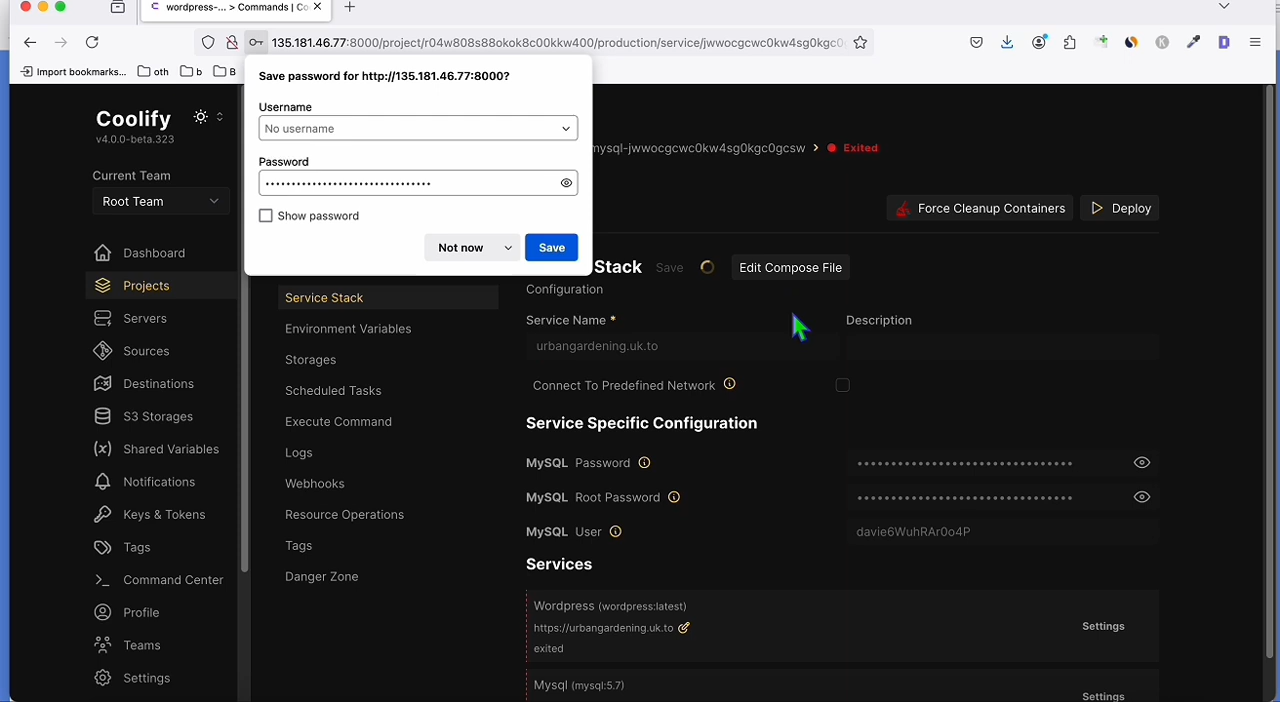 wordpress-... > Commands | Co
135.181.46.77:8000/project/r04w808s88okok8c00kkw400/production/service/jwwocgcwc0kw4sg0kgc0
Import bookmarks...
oth
b
B
Save password for http://135.181.46.77:8000?
Username
No username
Password
••••••••••••••••••••••••••••••••
Show password
Not now
Save
Coolify
v4.0.0-beta.323
Current Team
Root Team
Dashboard
Projects
Servers
Sources
Destinations
S3 Storages
Shared Variables
Notifications
Keys & Tokens
Tags
Command Center
Profile
Teams
Settings
mysql-jwwocgcwc0kw4sg0kgc0gcsw
Exited
Force Cleanup Containers
Deploy
Stack
Save
Edit Compose File
Configuration
Service Stack
Environment Variables
Storages
Scheduled Tasks
Execute Command
Logs
Webhooks
Resource Operations
Tags
Danger Zone
Service Name *
Description
urbangardening.uk.to
Connect To Predefined Network
Service Specific Configuration
MySQL Password
••••••••••••••••••••••••••••••••
MySQL Root Password
••••••••••••••••••••••••••••••••
MySQL User
davie6WuhRAr0o4P
Services
Wordpress (wordpress:latest)
https://urbangardening.uk.to
exited
Settings
Mysql (mysql:5.7)
Settings